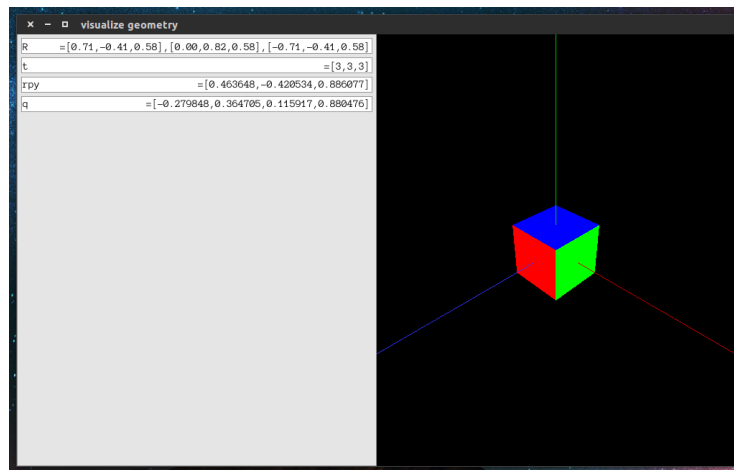 visualize geometry
R =[0.71,-0.41,0.58],[0.00,0.82,0.58],[-0.71,-0.41,0.58]
t =[3,3,3]
rpy =[0.463648,-0.420534,0.886077]
q =[-0.279848,0.364705,0.115917,0.880476]